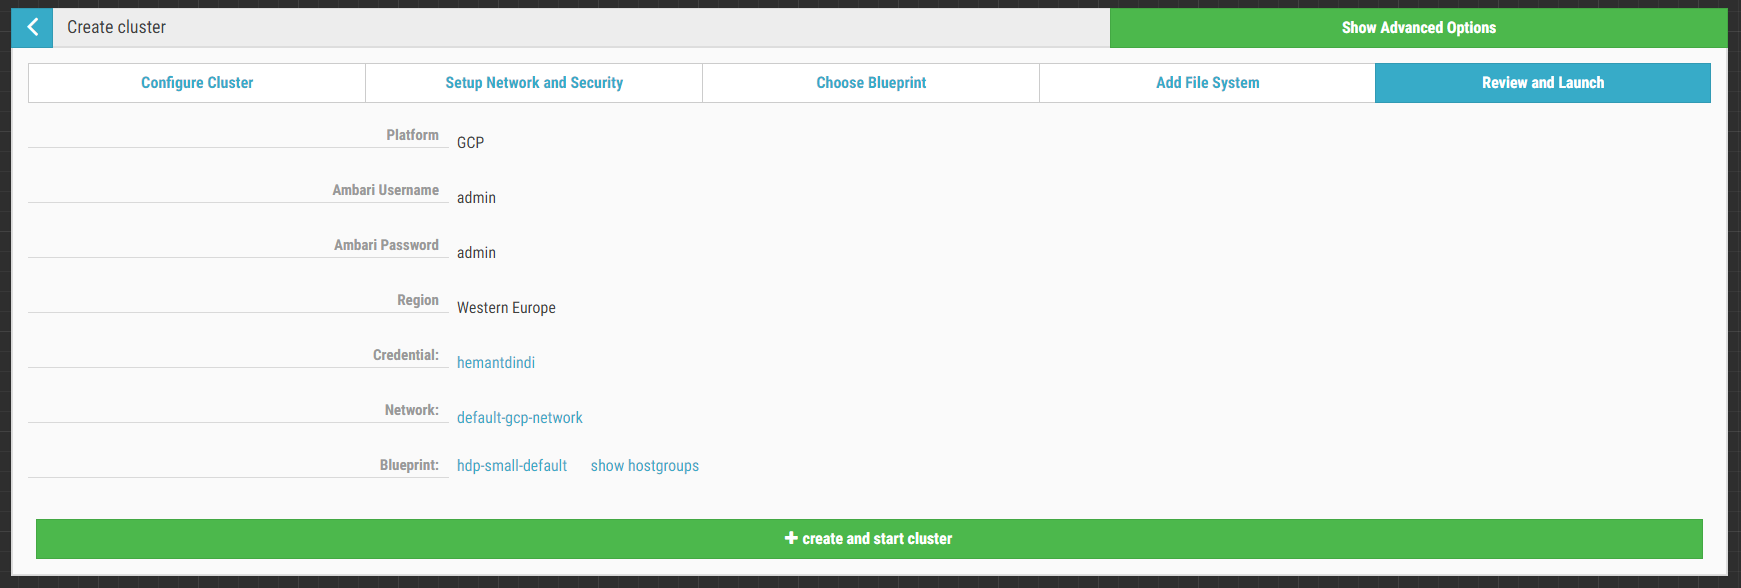 Create cluster
Show Advanced Options
Configure Cluster
Setup Network and Security
Choose Blueprint
Add File System
Review and Launch
Platform
GCP
Ambari Username
admin
Ambari Password
admin
Region
Western Europe
Credential:
hemantdindi
Network:
default-gcp-network
Blueprint:
hdp-small-default show hostgroups
create and start cluster